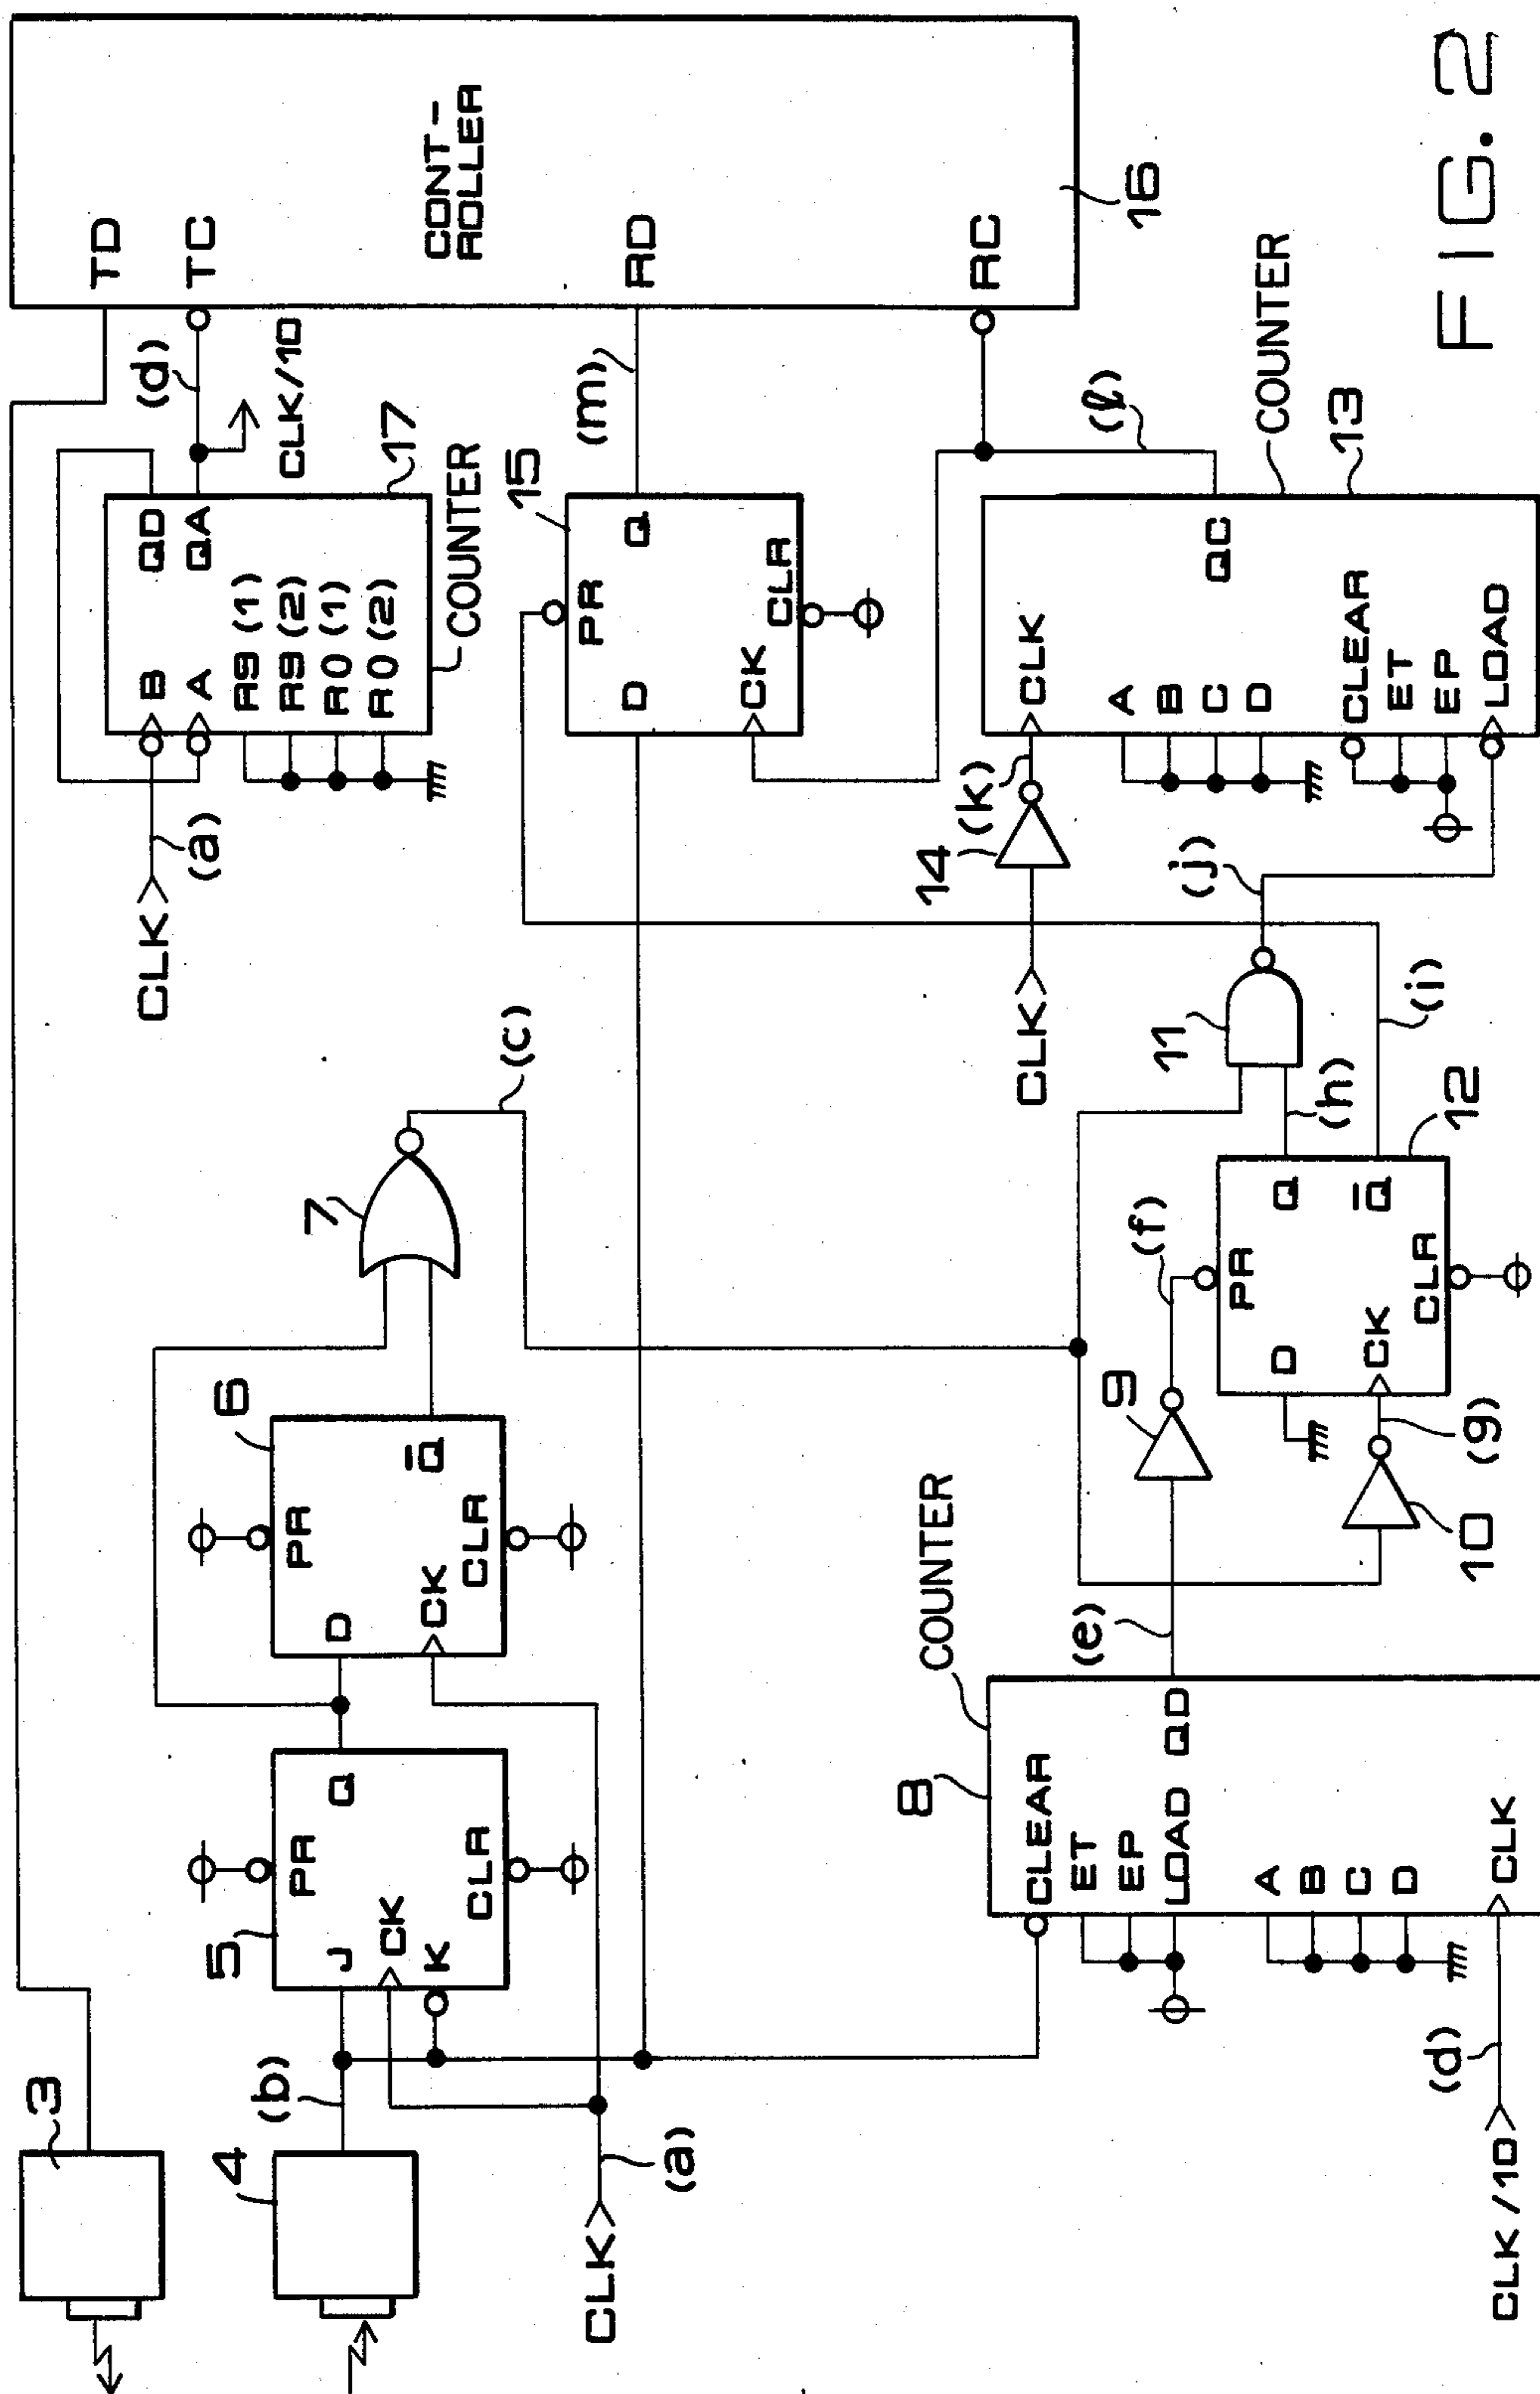 3
4
(b)
(a)
CLK
5
PR
J
Q
CK
K
CLR
6
PR
D
Q
CK
CLR
7
(c)
CLK
(a)
B
QD
A
QA
R9 (1)
R9 (2)
R0 (1)
R0 (2)
17
COUNTER
(d)
CLK/10
TD
TC
CONT-
ROLLER
RD
RC
16
15
PR
D
Q
CK
CLR
(m)
8
COUNTER
CLEAR
ET
EP
LOAD
QD
A
B
C
D
CLK
CLK/10
(d)
(e)
9
(f)
10
(g)
PR
D
Q
CK
Q
CLR
12
(h)
(i)
11
(j)
CLK
14
(k)
CLK
A
B
C
D
QC
CLEAR
ET
EP
LOAD
(ℓ)
COUNTER
13
FIG. 2